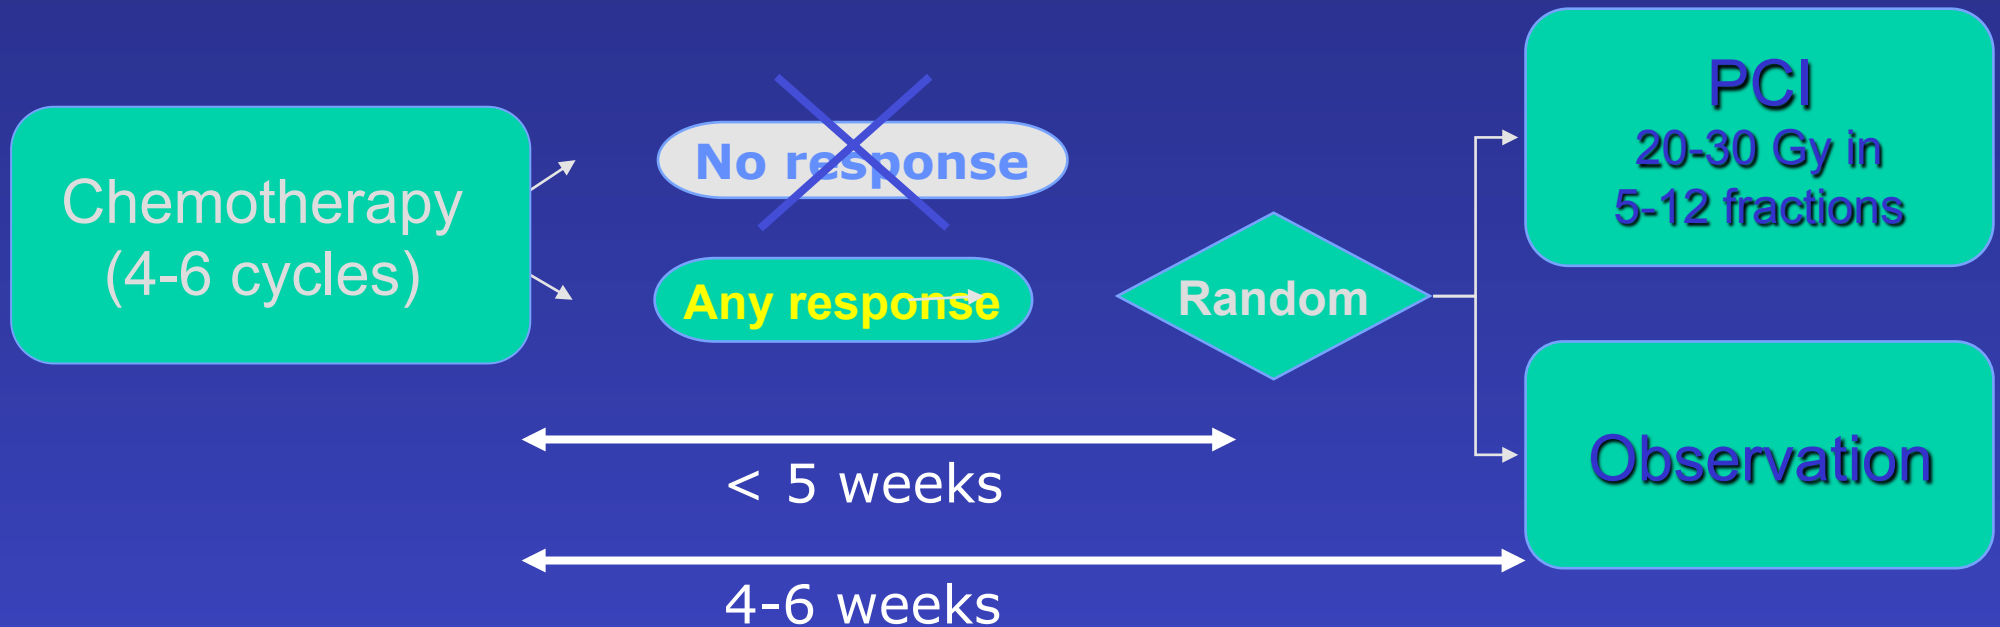 Chemotherapy
(4-6 cycles)
No response
Any response
Random
PCI
20-30 Gy in
5-12 fractions
Observation
< 5 weeks
4-6 weeks